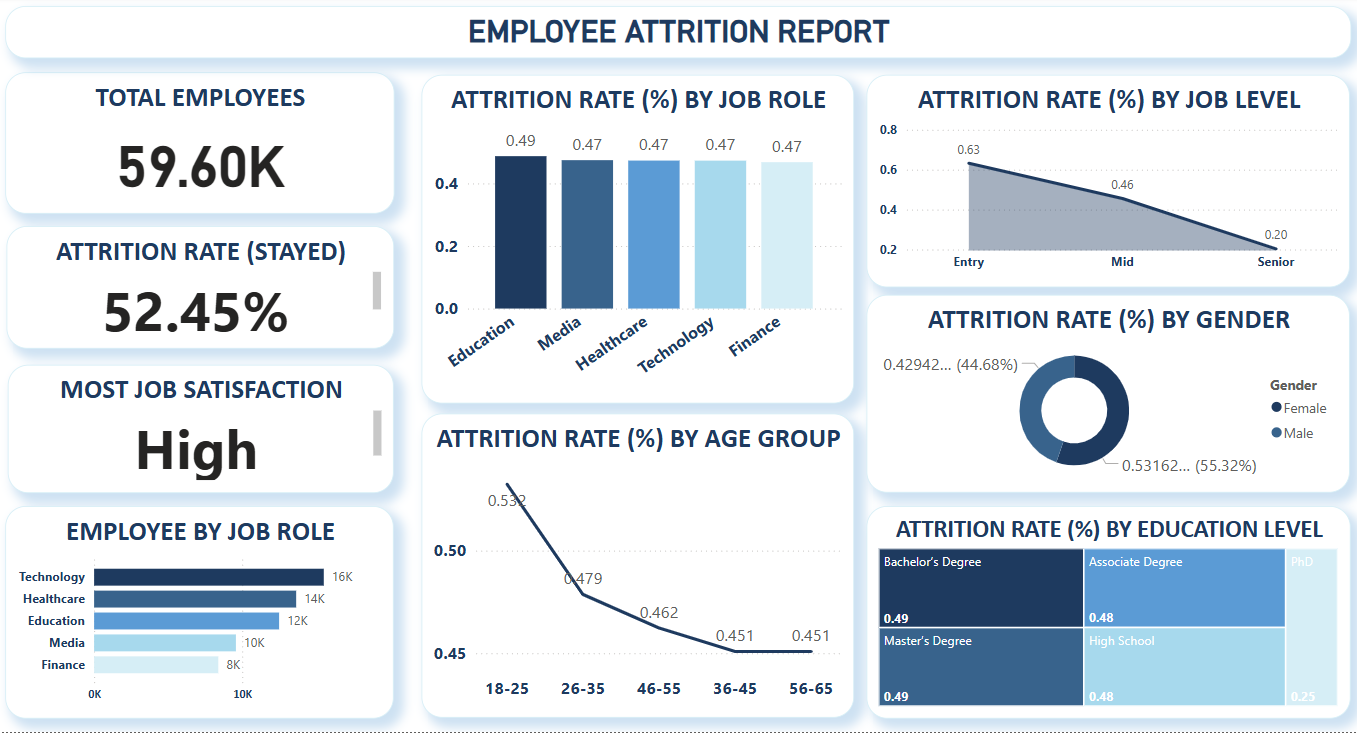 EMPLOYEE ATTRITION REPORT
TOTAL EMPLOYEES
59.60K
ATTRITION RATE (STAYED)
52.45%
MOST JOB SATISFACTION
High
EMPLOYEE BY JOB ROLE
Technology 16K
Healthcare 14K
Education 12K
Media 10K
Finance 8K
0K 10K
ATTRITION RATE (%) BY JOB ROLE
0.49 0.47 0.47 0.47 0.47
0.4
0.2
0.0
Education Media Healthcare Technology Finance
ATTRITION RATE (%) BY AGE GROUP
0.532
0.50
0.479
0.462
0.451 0.451
0.45
18-25 26-35 46-55 36-45 56-65
ATTRITION RATE (%) BY JOB LEVEL
0.8
0.63
0.6
0.46
0.4
0.20
0.2
Entry Mid Senior
ATTRITION RATE (%) BY GENDER
0.42942... (44.68%)
Gender
Female
Male
0.53162... (55.32%)
ATTRITION RATE (%) BY EDUCATION LEVEL
Bachelor's Degree Associate Degree PhD
0.49 0.48
Master's Degree High School
0.49 0.48 0.25